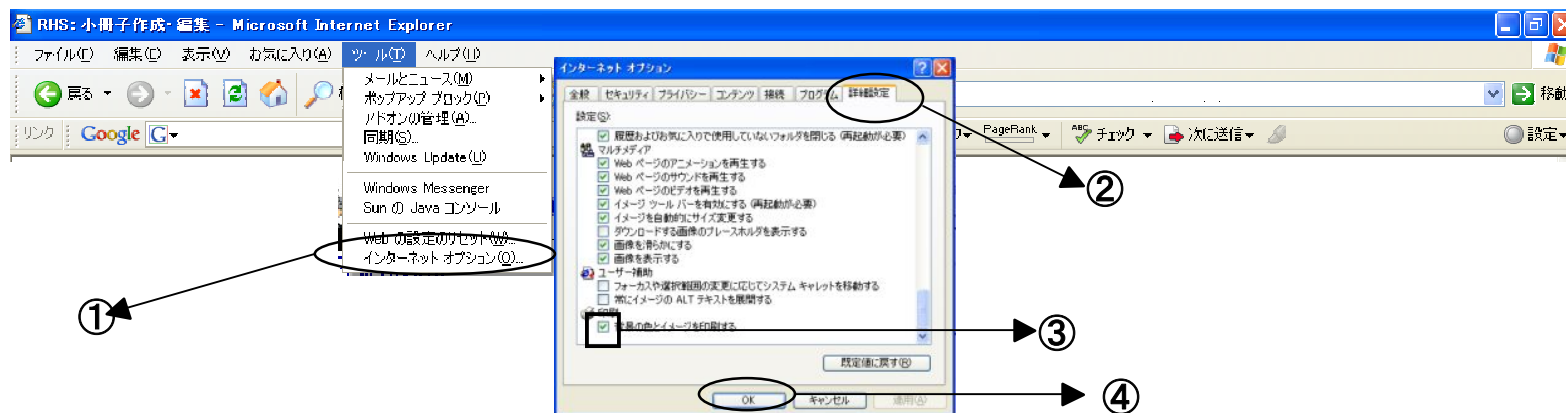 RHS: 小冊子作成・編集 - Microsoft Internet Explorer
ファイル(F) 編集(E) 表示(V) お気に入り(A) ツール(T) ヘルプ(H)
戻る
移動
リンク Google G
PageRank ABC チェック 次に送信 設定
メールとニュース(M)
ポップアップ ブロック(P)
アドオンの管理(A)...
同期(S)...
Windows Update(U)
Windows Messenger
Sun の Java コンソール
Web の設定のリセット(W)...
インターネット オプション(O)...
インターネット オプション
全般 セキュリティ プライバシー コンテンツ 接続 プログラム 詳細設定
設定(S):
履歴およびお気に入りで使用していないフォルダを閉じる (再起動が必要)
マルチメディア
Web ページのアニメーションを再生する
Web ページのサウンドを再生する
Web ページのビデオを再生する
イメージ ツール バーを有効にする (再起動が必要)
イメージを自動的にサイズ変更する
ダウンロードする画像のプレースホルダを表示する
画像を滑らかにする
画像を表示する
ユーザー補助
フォーカスや選択範囲の変更に応じてシステム キャレットを移動する
常にイメージの ALT テキストを展開する
印刷
背景の色とイメージを印刷する
既定値に戻す(R)
OK キャンセル 適用(A)
①
②
③
④